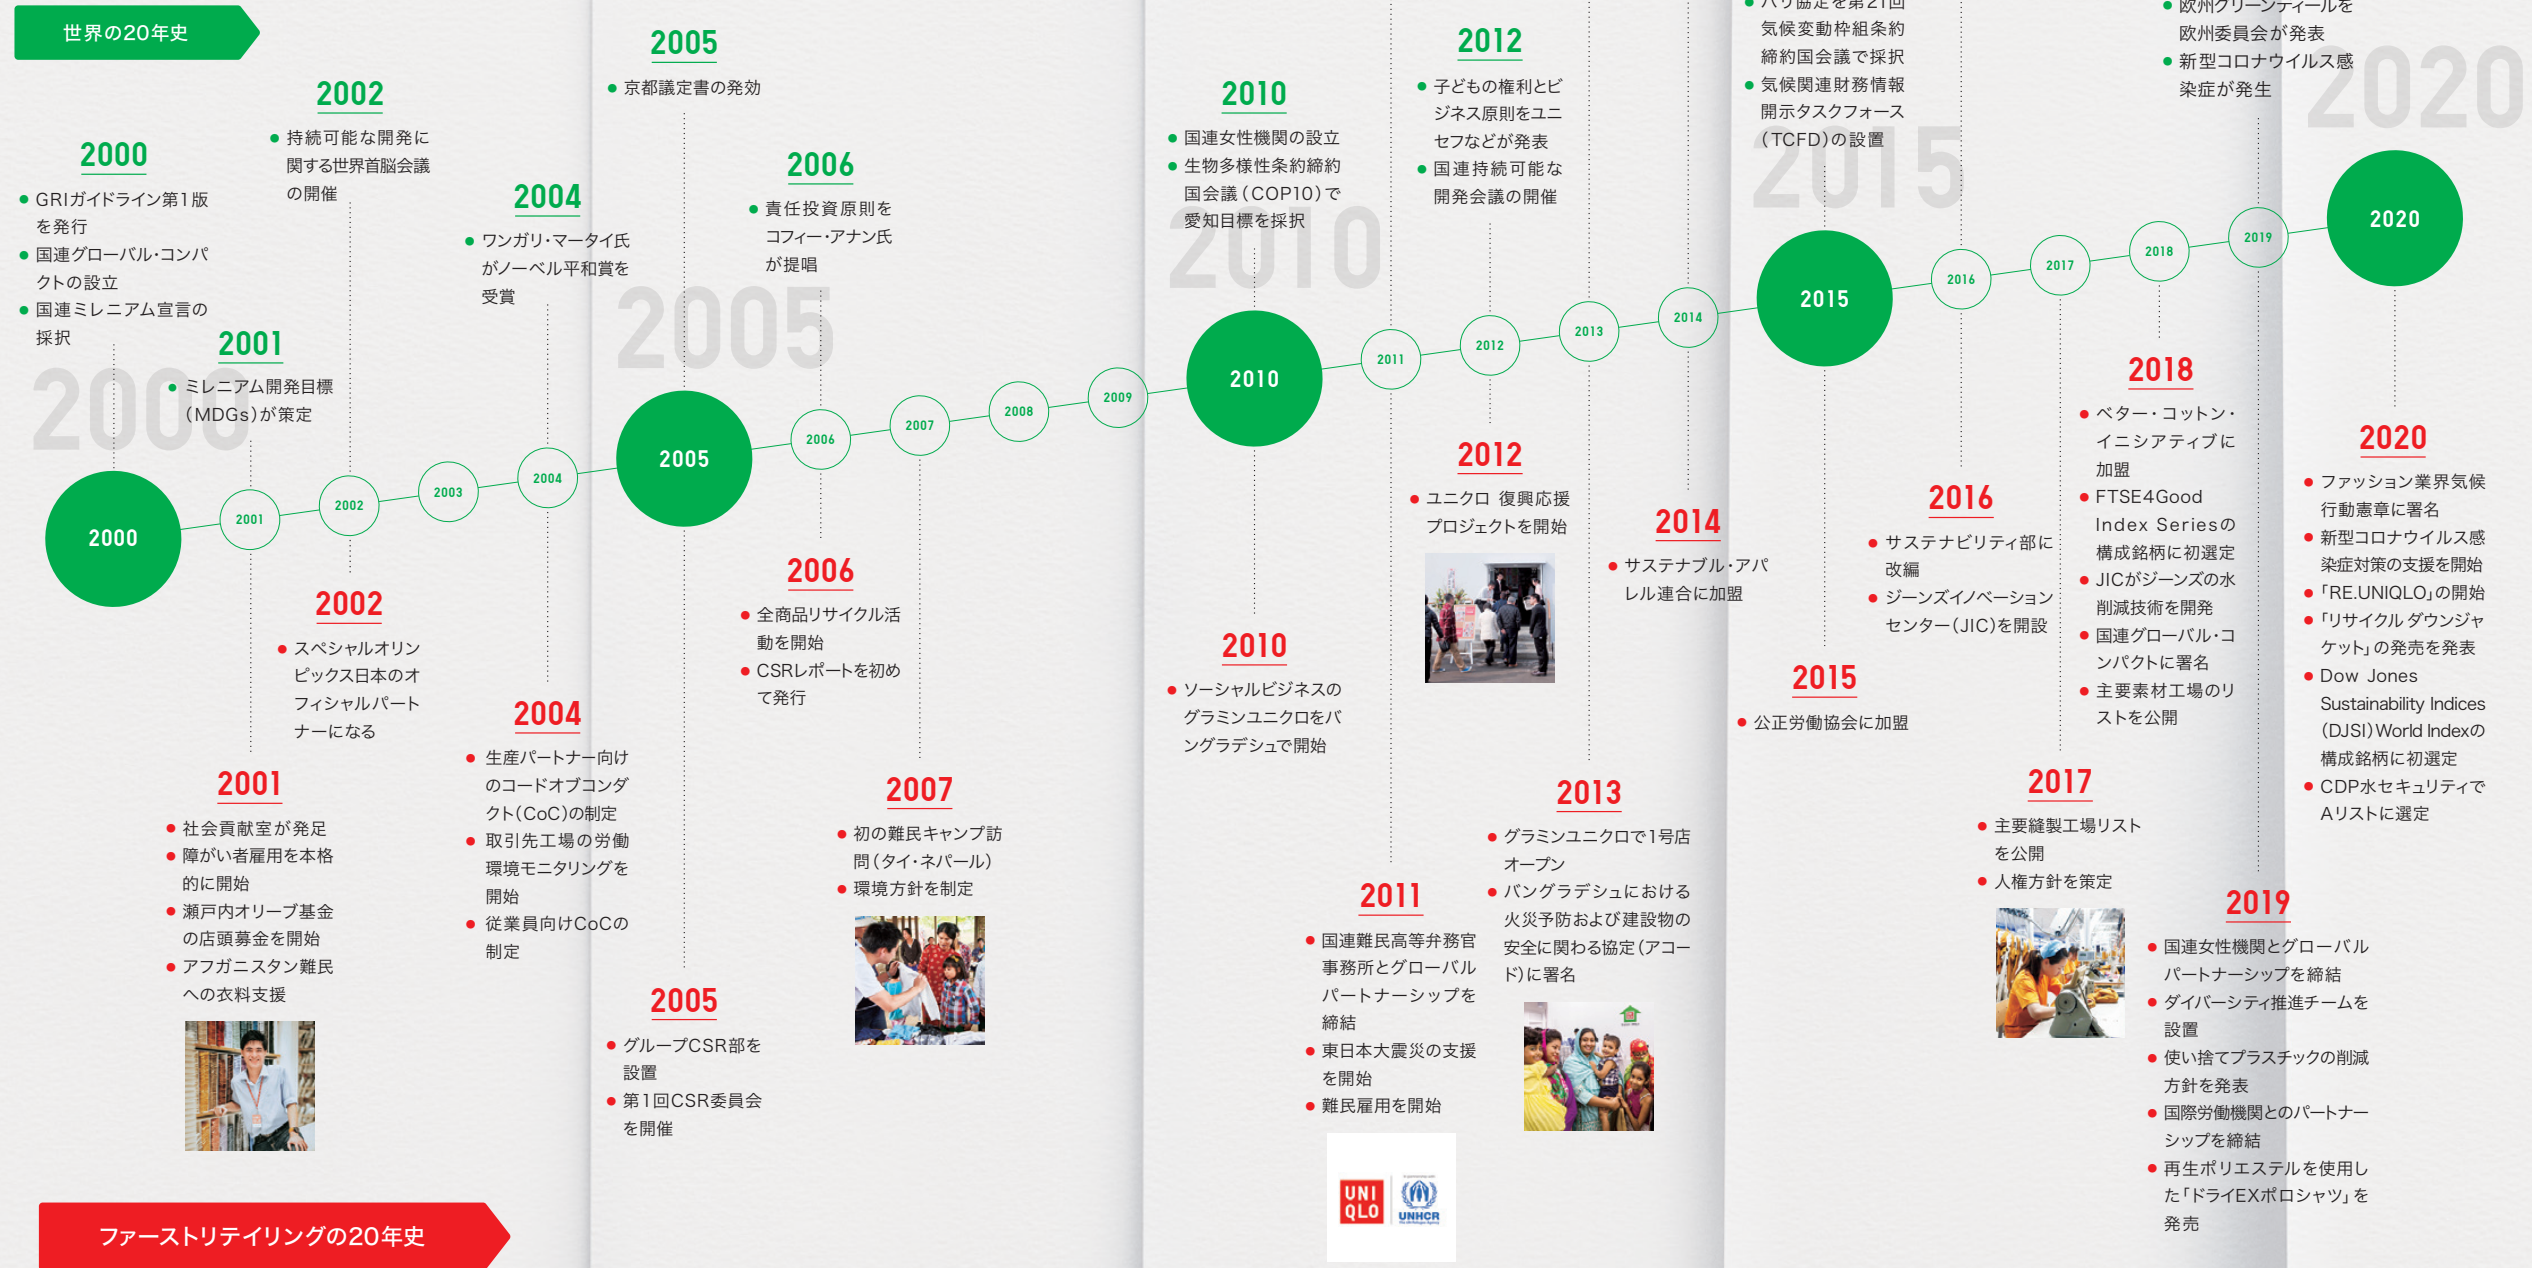 世界の20年史
2000
GRIガイドライン第1版
を発行
国連グローバル・コンパ
クトの設立
国連ミレニアム宣言の
採択
2001
ミレニアム開発目標
（MDGs）が策定
2002
持続可能な開発に
関する世界首脳会議
の開催
2004
ワンガリ・マータイ氏
がノーベル平和賞を
受賞
2005
京都議定書の発効
2006
責任投資原則を
コフィー・アナン氏
が提唱
2010
国連女性機関の設立
生物多様性条約締約
国会議（COP10）で
愛知目標を採択
2012
子どもの権利とビ
ジネス原則をユニ
セフなどが発表
国連持続可能な
開発会議の開催
パリ協定を第21回
気候変動枠組条約
締約国会議で採択
気候関連財務情報
開示タスクフォース
（TCFD）の設置
欧州グリーンディールを
欧州委員会が発表
新型コロナウイルス感
染症が発生
2000
2005
2010
2015
2020
2000
2001
2002
2003
2004
2005
2006
2007
2008
2009
2010
2011
2012
2013
2014
2015
2016
2017
2018
2019
2020
2001
社会貢献室が発足
障がい者雇用を本格
的に開始
瀬戸内オリーブ基金
の店頭募金を開始
アフガニスタン難民
への衣料支援
2002
スペシャルオリン
ピックス日本のオ
フィシャルパート
ナーになる
2004
生産パートナー向け
のコードオブコンダ
クト（CoC）の制定
取引先工場の労働
環境モニタリングを
開始
従業員向けCoCの
制定
2005
グループCSR部を
設置
第1回CSR委員会
を開催
2006
全商品リサイクル活
動を開始
CSRレポートを初め
て発行
2007
初の難民キャンプ訪
問（タイ・ネパール）
環境方針を制定
2010
ソーシャルビジネスの
グラミンユニクロをバ
ングラデシュで開始
2011
国連難民高等弁務官
事務所とグローバル
パートナーシップを
締結
東日本大震災の支援
を開始
難民雇用を開始
UNI
QLO
UNHCR
2012
ユニクロ 復興応援
プロジェクトを開始
2013
グラミンユニクロで1号店
オープン
バングラデシュにおける
火災予防および建設物の
安全に関わる協定（アコー
ド）に署名
2014
サステナブル・アパ
レル連合に加盟
2015
公正労働協会に加盟
2016
サステナビリティ部に
改編
ジーンズイノベーション
センター（JIC）を開設
2017
主要縫製工場リスト
を公開
人権方針を策定
2018
ベター・コットン・
イニシアティブに
加盟
FTSE4Good
Index Seriesの
構成銘柄に初選定
JICがジーンズの水
削減技術を開発
国連グローバル・コ
ンパクトに署名
主要素材工場のリ
ストを公開
2019
国連女性機関とグローバル
パートナーシップを締結
ダイバーシティ推進チームを
設置
使い捨てプラスチックの削減
方針を発表
国際労働機関とのパートナー
シップを締結
再生ポリエステルを使用し
た「ドライEXポロシャツ」を
発売
2020
ファッション業界気候
行動憲章に署名
新型コロナウイルス感
染症対策の支援を開始
「RE.UNIQLO」の開始
「リサイクル ダウンジャ
ケット」の発売を発表
Dow Jones
Sustainability Indices
（DJSI）World Indexの
構成銘柄に初選定
CDP水セキュリティで
Aリストに選定
ファーストリテイリングの20年史